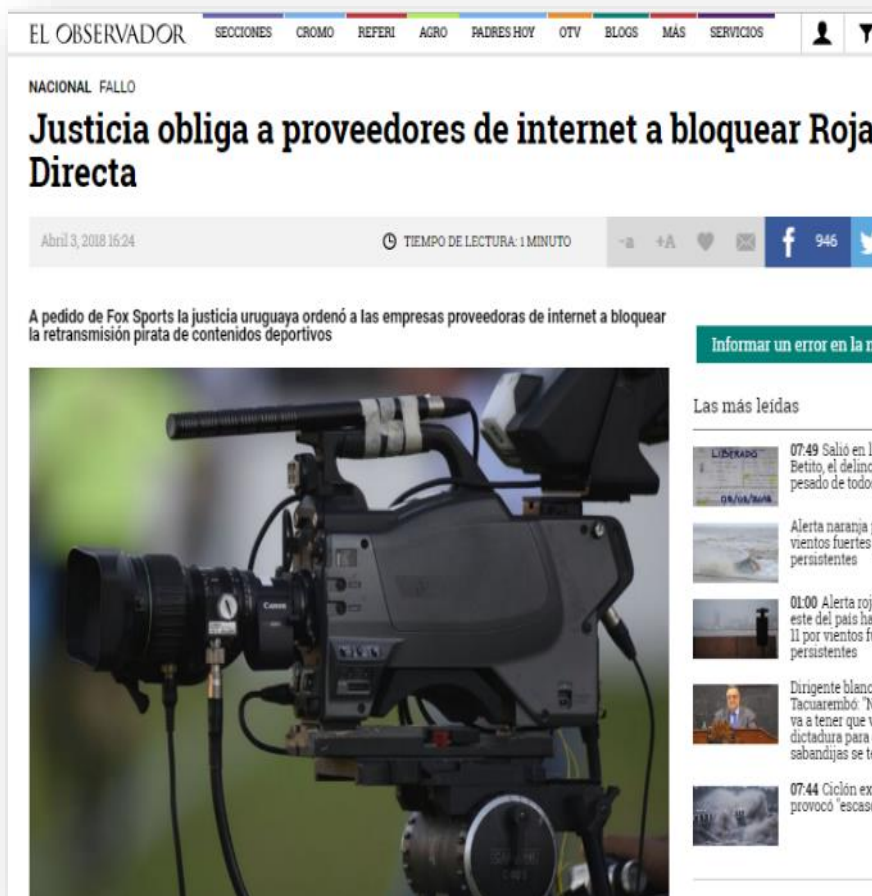 EL OBSERVADOR SECCIONES CROMO REFERI AGRO PADRES HOY OTV BLOGS MÁS SERVICIOS
NACIONAL FALLO
Justicia obliga a proveedores de internet a bloquear Roja
Directa
Abril 3, 2018 16:24 TIEMPO DE LECTURA: 1 MINUTO -a +A f 946
A pedido de Fox Sports la justicia uruguaya ordenó a las empresas proveedoras de internet a bloquear
la retransmisión pirata de contenidos deportivos
Canon
Informar un error en la n
Las más leídas
LIBERADO
07:49 Salió en l
Betito, el delinc
pesado de todos
Alerta naranja
vientos fuertes
persistentes
01:00 Alerta roj
este del país ha
11 por vientos fu
persistentes
Dirigente blanc
Tacuarembó: "N
va a tener que v
dictadura para
sabandijas se t
07:44 Ciclón ex
provocó "escas